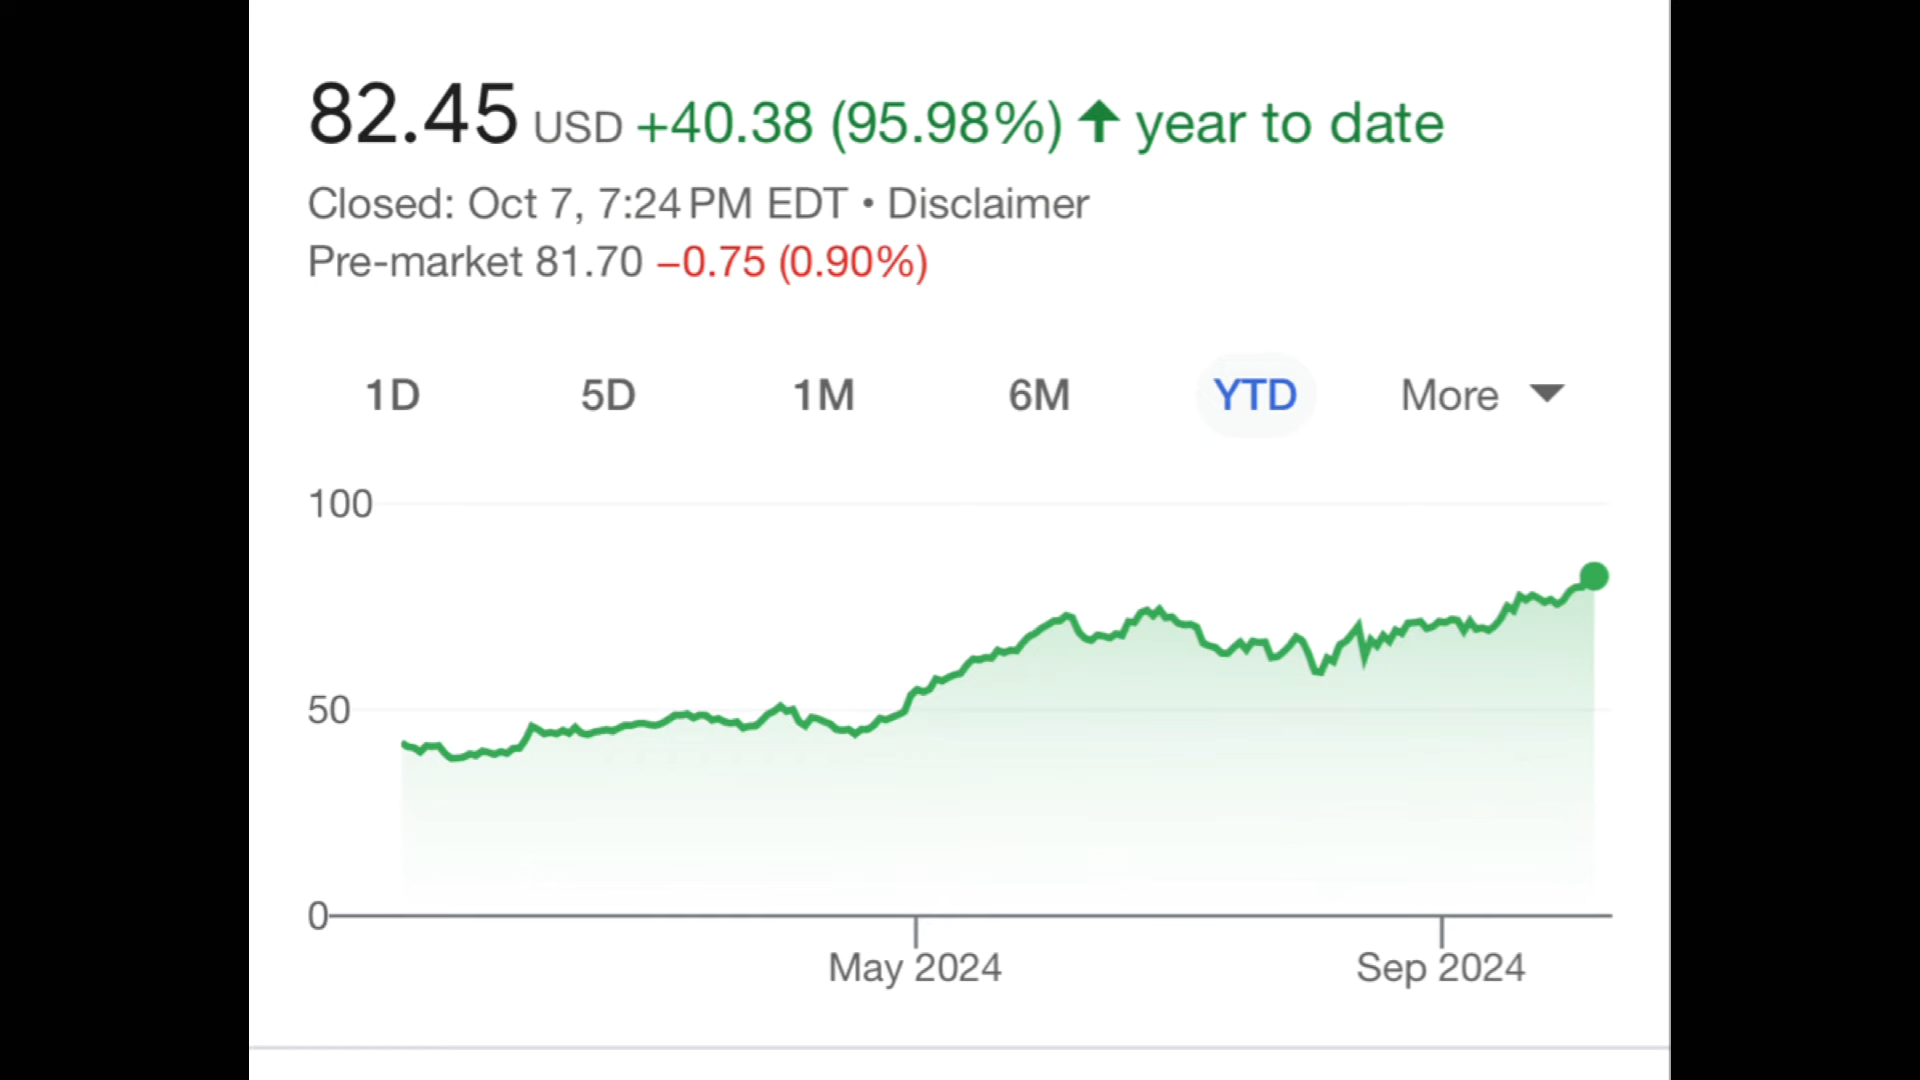 82.45 USD +40.38 (95.98%) ↑ year to date
Closed: Oct 7, 7:24 PM EDT • Disclaimer
Pre-market 81.70 −0.75 (0.90%)
1D 5D 1M 6M YTD More
100
50
0
May 2024 Sep 2024